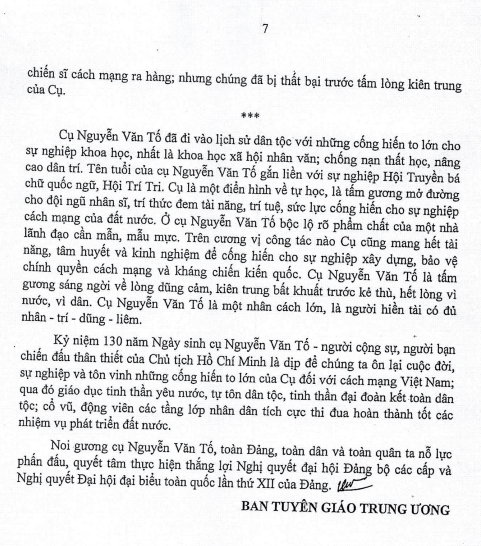 7
chiến sĩ cách mạng ra hàng; nhưng chúng đã bị thất bại trước tấm lòng kiên trung
của Cụ.
***
Cụ Nguyễn Văn Tố đã đi vào lịch sử dân tộc với những cống hiến to lớn cho
sự nghiệp khoa học, nhất là khoa học xã hội nhân văn; chống nạn thất học, nâng
cao dân trí. Tên tuổi của cụ Nguyễn Văn Tố gắn liền với sự nghiệp Hội Truyền bá
chữ quốc ngữ, Hội Trí Tri. Cụ là một điển hình về tự học, là tấm gương mở đường
cho đội ngũ nhân sĩ, trí thức đem tài năng, trí tuệ, sức lực cống hiến cho sự nghiệp
cách mạng của đất nước. Ở cụ Nguyễn Văn Tố bộc lộ rõ phẩm chất của một nhà
lãnh đạo cần mẫn, mẫu mực. Trên cương vị công tác nào Cụ cũng mang hết tài
năng, tâm huyết và kinh nghiệm để cống hiến cho sự nghiệp xây dựng, bảo vệ
chính quyền cách mạng và kháng chiến kiến quốc. Cụ Nguyễn Văn Tố là tấm
gương sáng ngời về lòng dũng cảm, kiên trung bất khuất trước kẻ thù, hết lòng vì
nước, vì dân. Cụ Nguyễn Văn Tố là một nhân cách lớn, là người hiền tài có đủ
nhân - trí - dũng - liêm.
Kỷ niệm 130 năm Ngày sinh cụ Nguyễn Văn Tố - người cộng sự, người bạn
chiến đấu thân thiết của Chủ tịch Hồ Chí Minh là dịp để chúng ta ôn lại cuộc đời,
sự nghiệp và tôn vinh những cống hiến to lớn của Cụ đối với cách mạng Việt Nam;
qua đó giáo dục tinh thần yêu nước, tự tôn dân tộc, tinh thần đại đoàn kết toàn dân
tộc; cổ vũ, động viên các tầng lớp nhân dân tích cực thi đua hoàn thành tốt các
nhiệm vụ phát triển đất nước.
Noi gương cụ Nguyễn Văn Tố, toàn Đảng, toàn dân và toàn quân ta nỗ lực
phấn đấu, quyết tâm thực hiện thắng lợi Nghị quyết đại hội Đảng bộ các cấp và
Nghị quyết Đại hội đại biểu toàn quốc lần thứ XII của Đảng.
BAN TUYÊN GIÁO TRUNG ƯƠNG